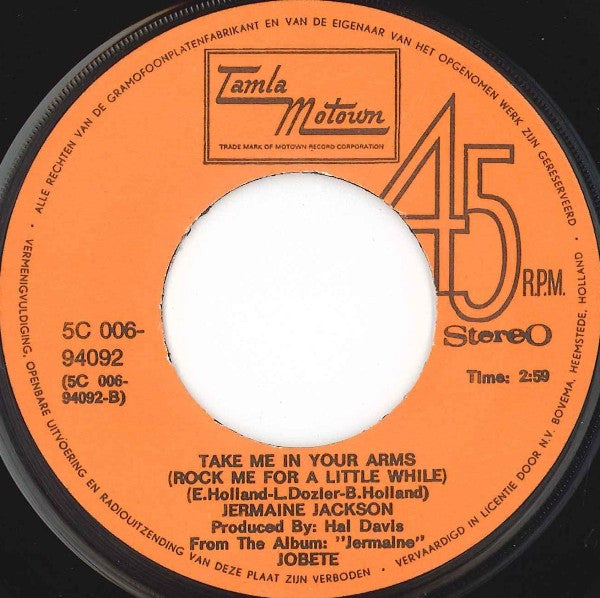 • ALLE RECHTEN VAN DE GRAMOFOONPLATENFABRIKANT EN VAN DE EIGENAAR VAN HET OPGENOMEN WERK ZIJN GERESERVEERD •
Tamla
Motown
TRADE MARK OF MOTOWN RECORD CORPORATION
45
R.P.M.
Stereo
5C 006-
94092
(5C 006-
94092-B)
Time: 2:59
TAKE ME IN YOUR ARMS
(ROCK ME FOR A LITTLE WHILE)
(E.Holland-L.Dozler-B.Holland)
JERMAINE JACKSON
Produced By: Hal Davis
From The Album: "Jermaine"
JOBETE
VERMENIGVULDIGING, OPENBARE UITVOERING EN RADIOUITZENDING VAN DEZE PLAAT ZIJN VERBODEN •
VERVAARDIGD IN LICENTIE DOOR N.V. BOVEMA, HEEMSTEDE, HOLLAND